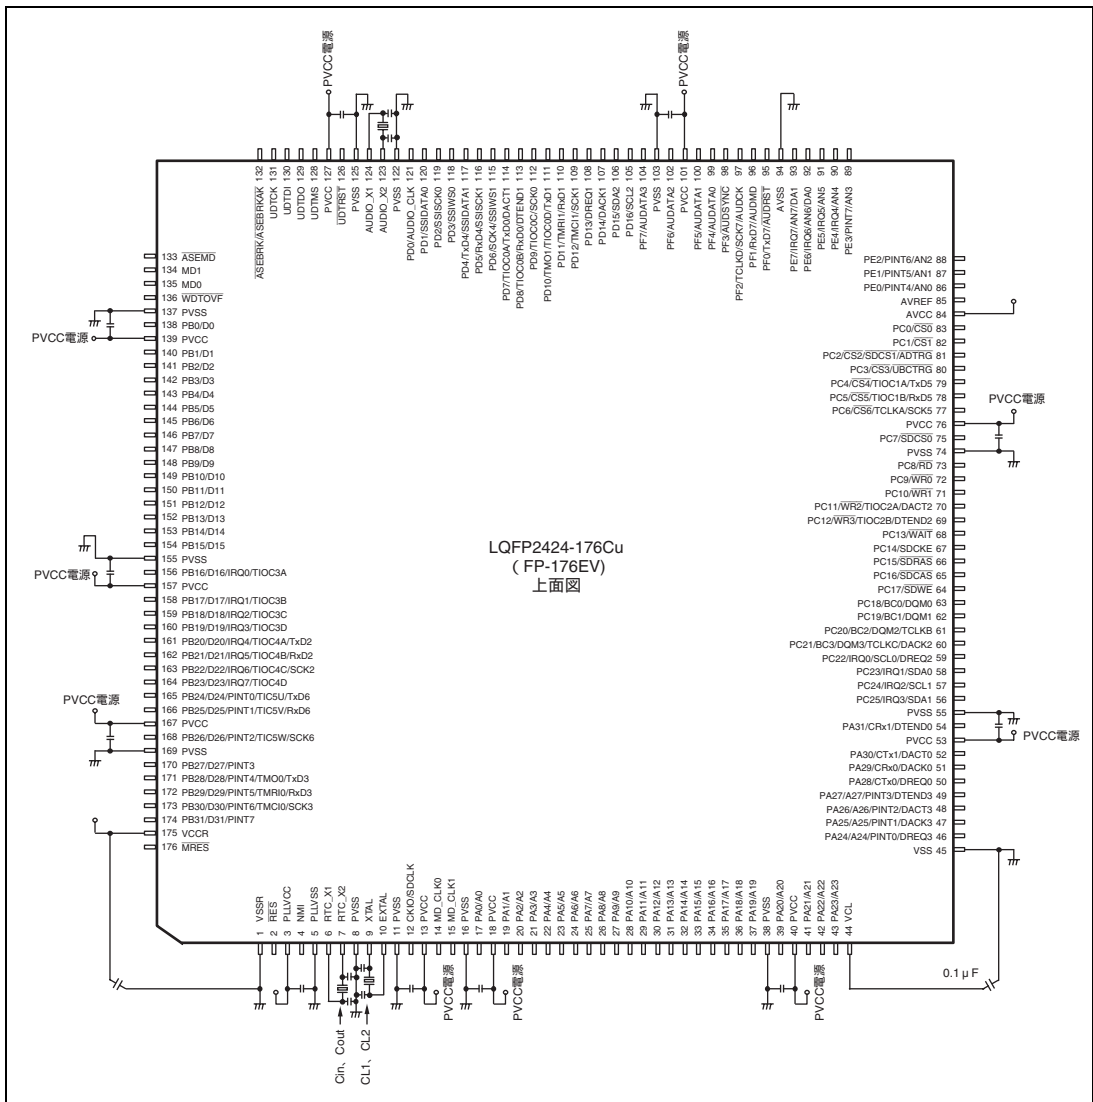 PVCC電源
PVCC電源
ASEBRK/ASEBRKAK 132
UDTCK 131
UDTDI 130
UDTDO 129
UDTMS 128
PVCC 127
UDTRST 126
PVSS 125
AUDIO_X1 124
AUDIO_X2 123
PVSS 122
PD0/AUDIO_CLK 121
PD1/SSIDATA0 120
PD2/SSISCK0 119
PD3/SSIWS0 118
PD4/TxD4/SSIDATA1 117
PD5/RxD4/SSISCK1 116
PD6/SCK4/SSIWS1 115
PD7/TIOC0A/TxD0/DACT1 114
PD8/TIOC0B/RxD0/DTEND1 113
PD9/TIOC0C/SCK0 112
PD10/TMO1/TIOC0D/TxD1 111
PD11/TMRI1/RxD1 110
PD12/TMCI1/SCK1 109
PD13/DREQ1 108
PD14/DACK1 107
PD15/SDA2 106
PD16/SCL2 105
PF7/AUDATA3 104
PVSS 103
PF6/AUDATA2 102
PVCC 101
PF5/AUDATA1 100
PF4/AUDATA0 99
PF3/AUDSYNC 98
PF2/TCLKD/SCK7/AUDCK 97
PF1/RxD7/AUDMD 96
PF0/TxD7/AUDRST 95
AVSS 94
PE7/IRQ7/AN7/DA1 93
PE6/IRQ6/AN6/DA0 92
PE5/IRQ5/AN5 91
PE4/IRQ4/AN4 90
PE3/PINT7/AN3 89
133 ASEMD
134 MD1
135 MD0
136 WDTOVF
137 PVSS
138 PB0/D0
PVCC電源
139 PVCC
140 PB1/D1
141 PB2/D2
142 PB3/D3
143 PB4/D4
144 PB5/D5
145 PB6/D6
146 PB7/D7
147 PB8/D8
148 PB9/D9
149 PB10/D10
150 PB11/D11
151 PB12/D12
152 PB13/D13
153 PB14/D14
154 PB15/D15
155 PVSS
156 PB16/D16/IRQ0/TIOC3A
PVCC電源
157 PVCC
158 PB17/D17/IRQ1/TIOC3B
159 PB18/D18/IRQ2/TIOC3C
160 PB19/D19/IRQ3/TIOC3D
161 PB20/D20/IRQ4/TIOC4A/TxD2
162 PB21/D21/IRQ5/TIOC4B/RxD2
163 PB22/D22/IRQ6/TIOC4C/SCK2
164 PB23/D23/IRQ7/TIOC4D
165 PB24/D24/PINT0/TIC5U/TxD6
PVCC電源
166 PB25/D25/PINT1/TIC5V/RxD6
167 PVCC
168 PB26/D26/PINT2/TIC5W/SCK6
169 PVSS
170 PB27/D27/PINT3
171 PB28/D28/PINT4/TMO0/TxD3
172 PB29/D29/PINT5/TMRI0/RxD3
173 PB30/D30/PINT6/TMCI0/SCK3
174 PB31/D31/PINT7
175 VCCR
176 MRES
LQFP2424-176Cu
( FP-176EV)
上面図
PE2/PINT6/AN2 88
PE1/PINT5/AN1 87
PE0/PINT4/AN0 86
AVREF 85
AVCC 84
PC0/CS0 83
PC1/CS1 82
PC2/CS2/SDCS1/ADTRG 81
PC3/CS3/UBCTRG 80
PC4/CS4/TIOC1A/TxD5 79
PC5/CS5/TIOC1B/RxD5 78
PVCC電源
PC6/CS6/TCLKA/SCK5 77
PVCC 76
PC7/SDCS0 75
PVSS 74
PC8/RD 73
PC9/WR0 72
PC10/WR1 71
PC11/WR2/TIOC2A/DACT2 70
PC12/WR3/TIOC2B/DTEND2 69
PC13/WAIT 68
PC14/SDCKE 67
PC15/SDRAS 66
PC16/SDCAS 65
PC17/SDWE 64
PC18/BC0/DQM0 63
PC19/BC1/DQM1 62
PC20/BC2/DQM2/TCLKB 61
PC21/BC3/DQM3/TCLKC/DACK2 60
PC22/IRQ0/SCL0/DREQ2 59
PC23/IRQ1/SDA0 58
PC24/IRQ2/SCL1 57
PC25/IRQ3/SDA1 56
PVSS 55
PA31/CRx1/DTEND0 54
PVCC電源
PVCC 53
PA30/CTx1/DACT0 52
PA29/CRx0/DACK0 51
PA28/CTx0/DREQ0 50
PA27/A27/PINT3/DTEND3 49
PA26/A26/PINT2/DACT3 48
PA25/A25/PINT1/DACK3 47
PA24/A24/PINT0/DREQ3 46
VSS 45
1 VSSR
2 RES
3 PLLVCC
4 NMI
5 PLLVSS
6 RTC_X1
7 RTC_X2
8 PVSS
9 XTAL
10 EXTAL
11 PVSS
12 CKIO/SDCLK
13 PVCC
14 MD_CLK0
15 MD_CLK1
16 PVSS
17 PA0/A0
18 PVCC
19 PA1/A1
20 PA2/A2
21 PA3/A3
22 PA4/A4
23 PA5/A5
24 PA6/A6
25 PA7/A7
26 PA8/A8
27 PA9/A9
28 PA10/A10
29 PA11/A11
30 PA12/A12
31 PA13/A13
32 PA14/A14
33 PA15/A15
34 PA16/A16
35 PA17/A17
36 PA18/A18
37 PA19/A19
38 PVSS
39 PA20/A20
40 PVCC
41 PA21/A21
42 PA22/A22
43 PA23/A23
44 VCL
0.1μF
PVCC電源
PVCC電源
PVCC電源
Cin、Cout
CL1、CL2